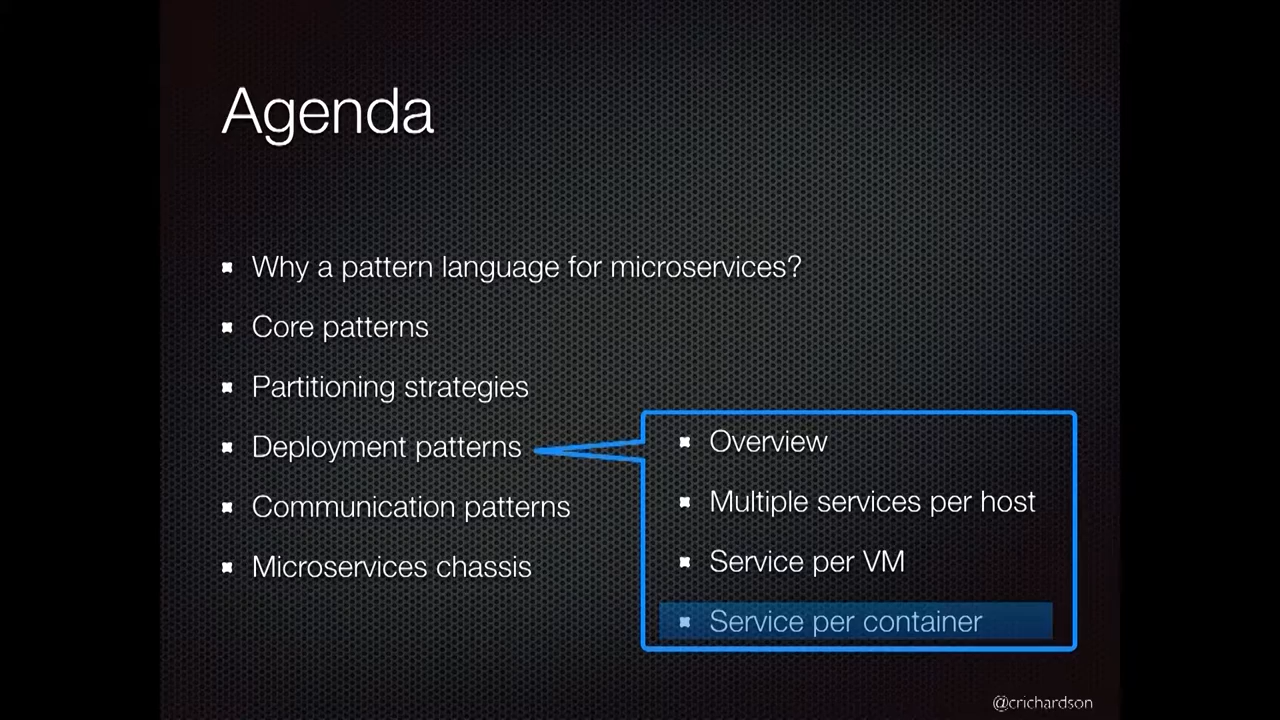 Agenda
Why a pattern language for microservices?
Core patterns
Partitioning strategies
Deployment patterns
Communication patterns
Microservices chassis
Overview
Multiple services per host
Service per VM
Service per container
@crichardson